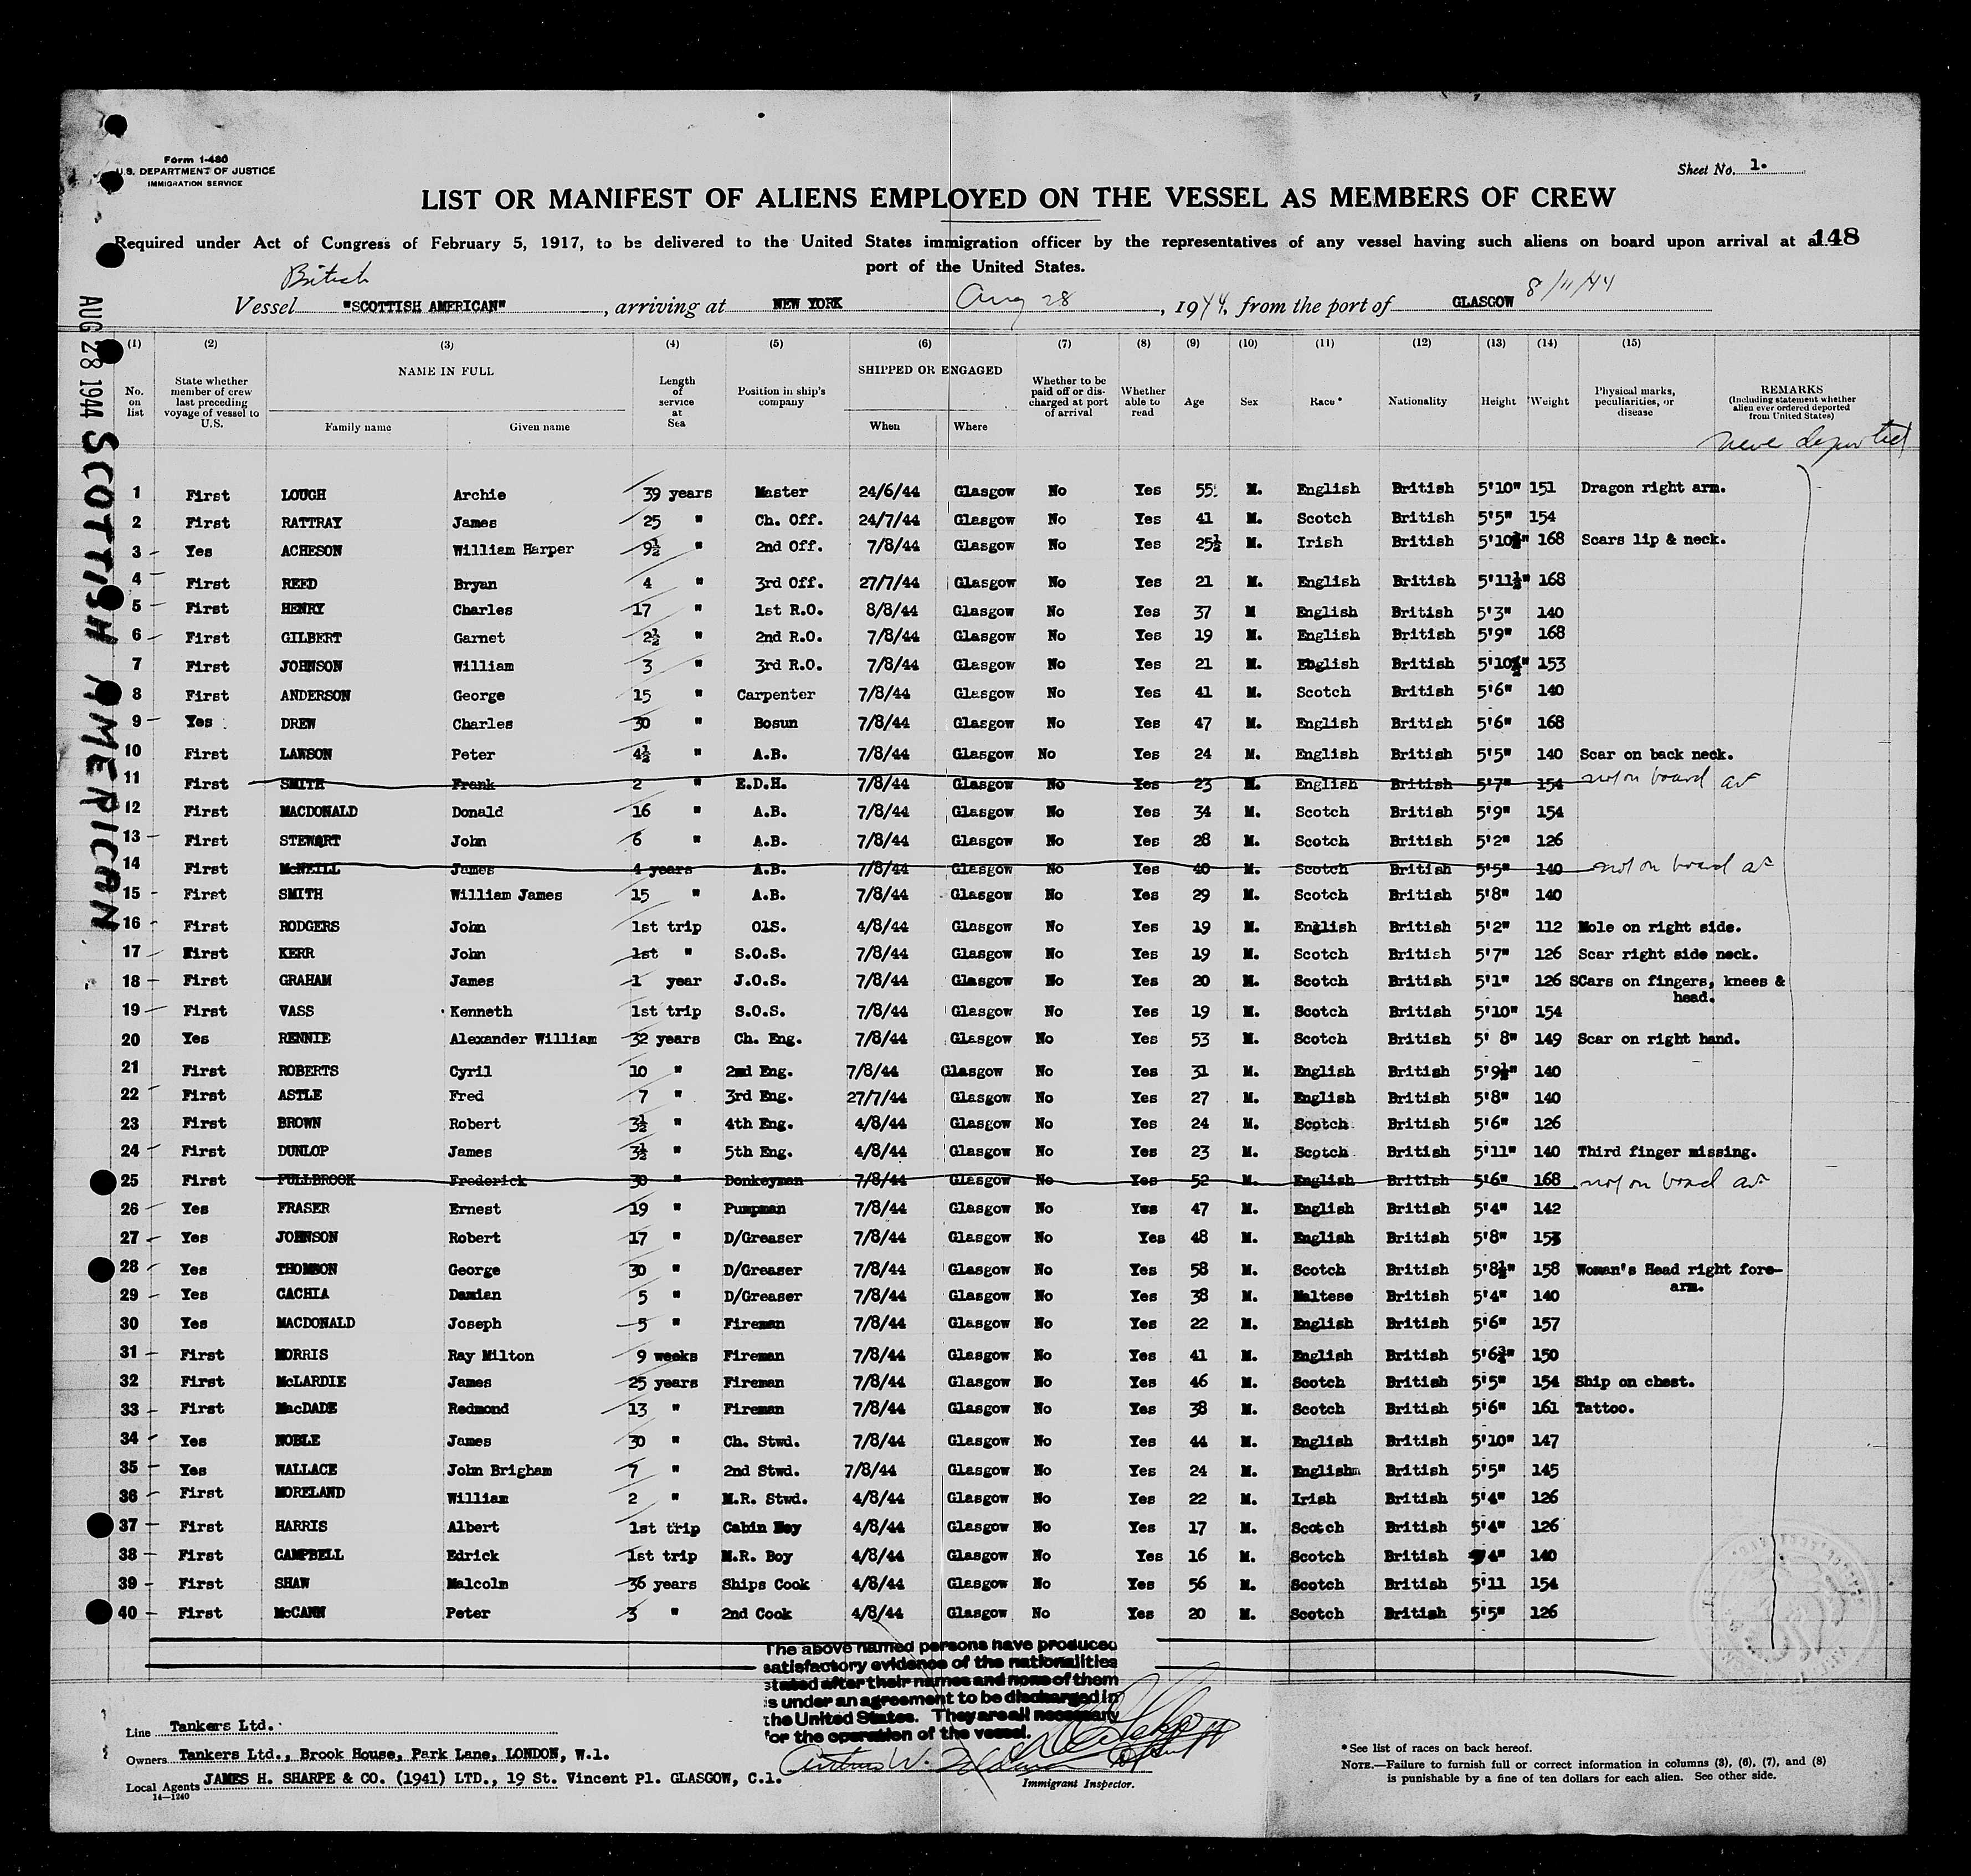 Form 1-480
U.S. DEPARTMENT OF JUSTICE
IMMIGRATION SERVICE
Sheet No. 1.
LIST OR MANIFEST OF ALIENS EMPLOYED ON THE VESSEL AS MEMBERS OF CREW
Required under Act of Congress of February 5, 1917, to be delivered to the United States immigration officer by the representatives of any vessel having such aliens on board upon arrival at a
148
port of the United States.
British
Vessel "SCOTTISH AMERICAN", arriving at NEW YORK Aug 28, 1944, from the port of GLASGOW 8/11/44
AUG 28 1944 SCOTTISH AMERICAN
(1) (2) (3) (4) (5) (6) (7) (8) (9) (10) (11) (12) (13) (14) (15)
No. on list
State whether member of crew last preceding voyage of vessel to U.S.
NAME IN FULL
Family name
Given name
Length of service at Sea
Position in ship's company
SHIPPED OR ENGAGED
When
Where
Whether to be paid off or discharged at port of arrival
Whether able to read
Age
Sex
Race*
Nationality
Height
Weight
Physical marks, peculiarities, or disease
REMARKS
(Including statement whether alien ever ordered deported from United States)
neve deported
1 First LOUGH Archie 39 years Master 24/6/44 Glasgow No Yes 55 M. English British 5'10" 151 Dragon right arm.
2 First RATTRAY James 25 " Ch. Off. 24/7/44 Glasgow No Yes 41 M. Scotch British 5'5" 154
3 Yes ACHESON William Harper 9½ " 2nd Off. 7/8/44 Glasgow No Yes 25½ M. Irish British 5'10½" 168 Scars lip & neck.
4 First REED Bryan 4 " 3rd Off. 27/7/44 Glasgow No Yes 21 M. English British 5'11½" 168
5 First HENRY Charles 17 " 1st R.O. 8/8/44 Glasgow No Yes 37 M English British 5'3" 140
6 First GILBERT Garnet 2½ " 2nd R.O. 7/8/44 Glasgow No Yes 19 M. English British 5'9" 168
7 First JOHNSON William 3 " 3rd R.O. 7/8/44 Glasgow No Yes 21 M. English British 5'10½" 153
8 First ANDERSON George 15 " Carpenter 7/8/44 Glasgow No Yes 41 M. Scotch British 5'6" 140
9 Yes DREW Charles 30 " Bosun 7/8/44 Glasgow No Yes 47 M. English British 5'6" 168
10 First LAWSON Peter 4½ " A.B. 7/8/44 Glasgow No Yes 24 M. English British 5'5" 140 Scar on back neck.
11 First SMITH Frank 2 " E.D.H. 7/8/44 Glasgow No Yes 23 M. English British 5'7" 154 not on board
12 First MACDONALD Donald 16 " A.B. 7/8/44 Glasgow No Yes 34 M. Scotch British 5'9" 154
13 First STEWART John 6 " A.B. 7/8/44 Glasgow No Yes 28 M. Scotch British 5'2" 126
14 First McNEILL James 4 years A.B. 7/8/44 Glasgow No Yes 40 M. Scotch British 5'5" 140 not on board
15 First SMITH William James 15 " A.B. 7/8/44 Glasgow No Yes 29 M. Scotch British 5'8" 140
16 First RODGERS John 1st trip OlS. 4/8/44 Glasgow No Yes 19 M. English British 5'2" 112 Mole on right side.
17 First KERR John 1st " S.O.S. 7/8/44 Glasgow No Yes 19 M. Scotch British 5'7" 126 Scar right side neck.
18 First GRAHAM James 1 year J.O.S. 7/8/44 Glasgow No Yes 20 M. Scotch British 5'1" 126 SCars on fingers, knees &
head.
19 First VASS Kenneth 1st trip S.O.S. 7/8/44 Glasgow No Yes 19 M. Scotch British 5'10" 154
20 Yes RENNIE Alexander William 32 years Ch. Eng. 7/8/44 Glasgow No Yes 53 M. Scotch British 5' 8" 149 Scar on right hand.
21 First ROBERTS Cyril 10 " 2nd Eng. 7/8/44 Glasgow No Yes 31 M. English British 5'9½" 140
22 First ASTLE Fred 7 " 3rd Eng. 27/7/44 Glasgow No Yes 27 M. English British 5'8" 140
23 First BROWN Robert 3½ " 4th Eng. 4/8/44 Glasgow No Yes 24 M. Scotch British 5'6" 126
24 First DUNLOP James 3½ " 5th Eng. 4/8/44 Glasgow No Yes 23 M. Scotch British 5'11" 140 Third finger missing.
25 First FULLBROOK Frederick 30 " Donkeyman 7/8/44 Glasgow No Yes 52 M. English British 5'6" 168 not on board
26 Yes FRASER Ernest 19 " Pumpman 7/8/44 Glasgow No Yes 47 M. English British 5'4" 142
27 Yes JOHNSON Robert 17 " D/Greaser 7/8/44 Glasgow No Yes 48 M. English British 5'8" 153
28 Yes THOMSON George 30 " D/Greaser 7/8/44 Glasgow No Yes 58 M. Scotch British 5'8½" 158 Woman's Head right fore-
arm.
29 Yes CACHIA Damian 5 " D/Greaser 7/8/44 Glasgow No Yes 38 M. Maltese British 5'4" 140
30 Yes MACDONALD Joseph 5 " Fireman 7/8/44 Glasgow No Yes 22 M. English British 5'6" 157
31 First MORRIS Ray Milton 9 weeks Fireman 7/8/44 Glasgow No Yes 41 M. English British 5'6¾" 150
32 First McLARDIE James 25 years Fireman 7/8/44 Glasgow No Yes 46 M. Scotch British 5'5" 154 Ship on chest.
33 First MacDADE Redmond 13 " Fireman 7/8/44 Glasgow No Yes 38 M. Scotch British 5'6" 161 Tattoo.
34 Yes NOBLE James 30 " Ch. Stwd. 7/8/44 Glasgow No Yes 44 M. English British 5'10" 147
35 Yes WALLACE John Brigham 7 " 2nd Stwd. 7/8/44 Glasgow No Yes 24 M. English British 5'5" 145
36 First MORELAND William 2 " M.R. Stwd. 4/8/44 Glasgow No Yes 22 M. Irish British 5'4" 126
37 First HARRIS Albert 1st trip Cabin Boy 4/8/44 Glasgow No Yes 17 M. Scotch British 5'4" 126
38 First CAMPBELL Edrick 1st trip M.R. Boy 4/8/44 Glasgow No Yes 16 M. Scotch British 4" 140
39 First SHAW Malcolm 36 years Ships Cook 4/8/44 Glasgow No Yes 56 M. Scotch British 5'11 154
40 First McCANN Peter 3 " 2nd Cook 4/8/44 Glasgow No Yes 20 M. Scotch British 5'5" 126
The above named persons have produced
satisfactory evidence of the nationalities
stated after their names and none of them
is under an agreement to be discharged in
the United States. They are all necessary
for the operation of the vessel.
Line Tankers Ltd.
Owners Tankers Ltd., Brook House, Park Lane, LONDON, W.1.
Local Agents JAMES H. SHARPE & CO. (1941) LTD., 19 St. Vincent Pl. GLASGOW, C.1.
14-1240
Immigrant Inspector.
*See list of races on back hereof.
NOTE.—Failure to furnish full or correct information in columns (3), (6), (7), and (8)
is punishable by a fine of ten dollars for each alien. See other side.